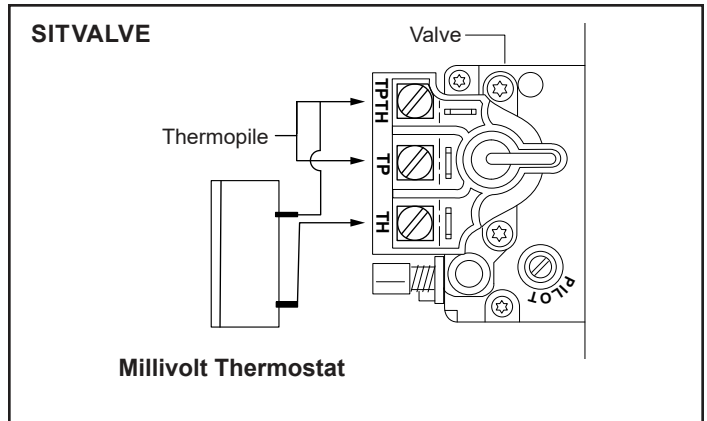 SITVALVE
Valve
Thermopile
TPTH
TP
TH
PILOT
Millivolt Thermostat